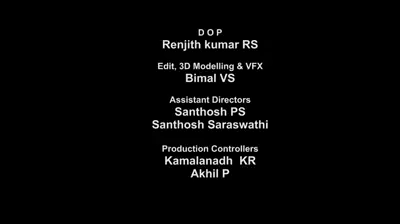 D O P
Renjith kumar RS
Edit, 3D Modelling & VFX
Bimal VS
Assistant Directors
Santhosh PS
Santhosh Saraswathi
Production Controllers
Kamalanadh KR
Akhil P